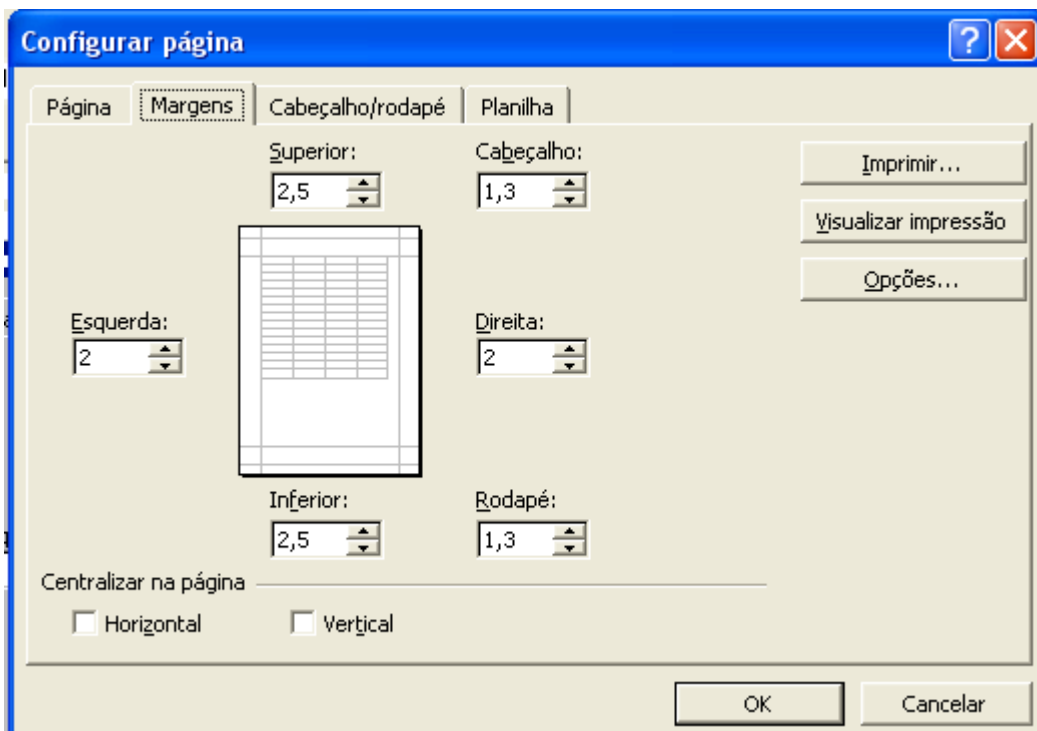 Configurar página
Página Margens Cabeçalho/rodapé Planilha
Superior: Cabeçalho:
2,5 1,3
Imprimir...
Visualizar impressão
Opções...
Esquerda: Direita:
2 2
Inferior: Rodapé:
2,5 1,3
Centralizar na página
Horizontal Vertical
OK Cancelar